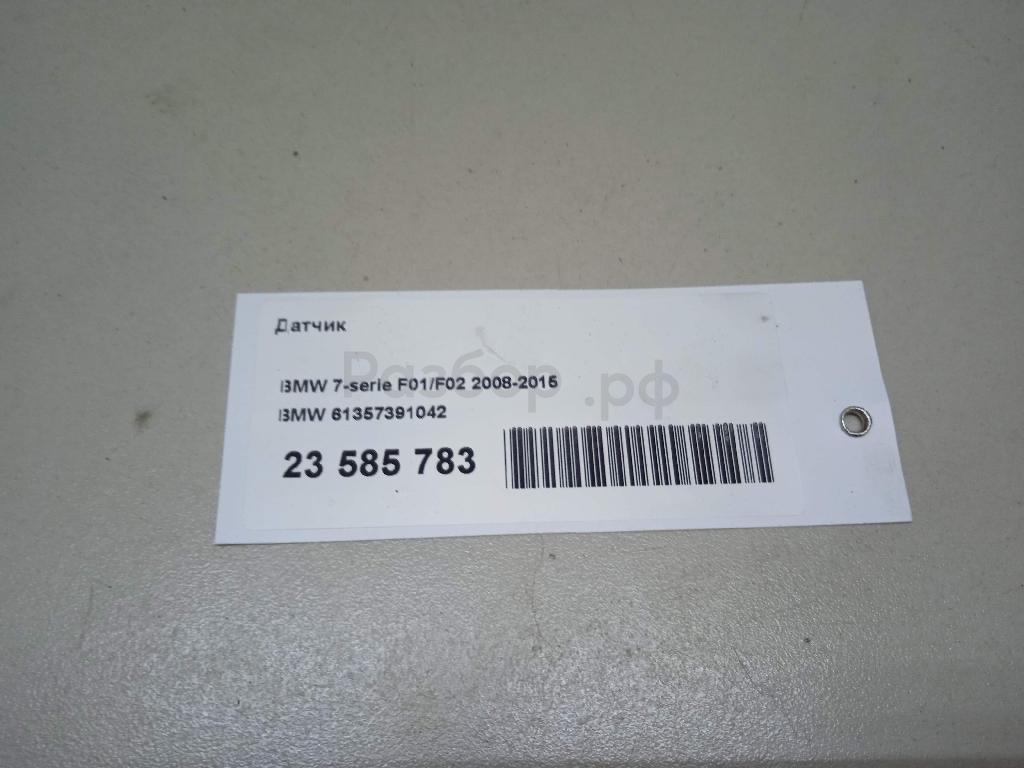 Датчик
Разбор.рф
BMW 7-serie F01/F02 2008-2015
BMW 61357391042
23 585 783